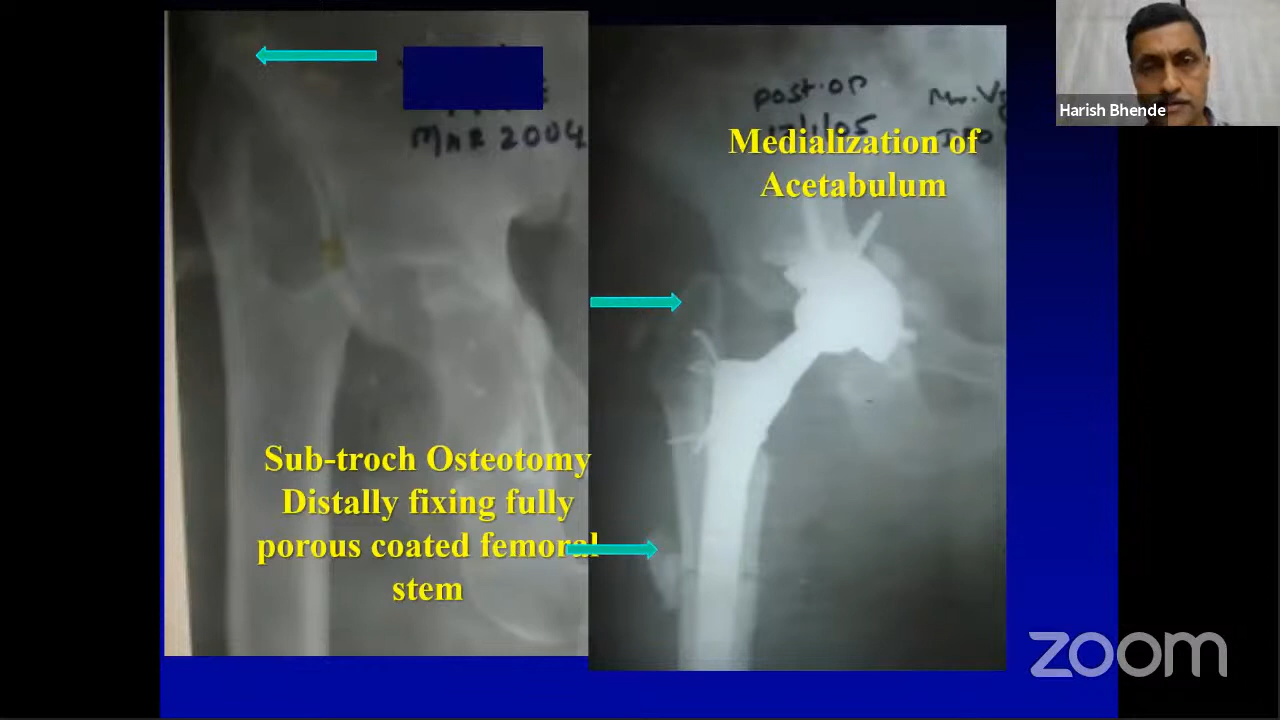 MAR 2004
post.op
Mr.
Medialization of
Acetabulum
Sub-troch Osteotomy
Distally fixing fully
porous coated femoral
stem
Harish Bhende
zoom